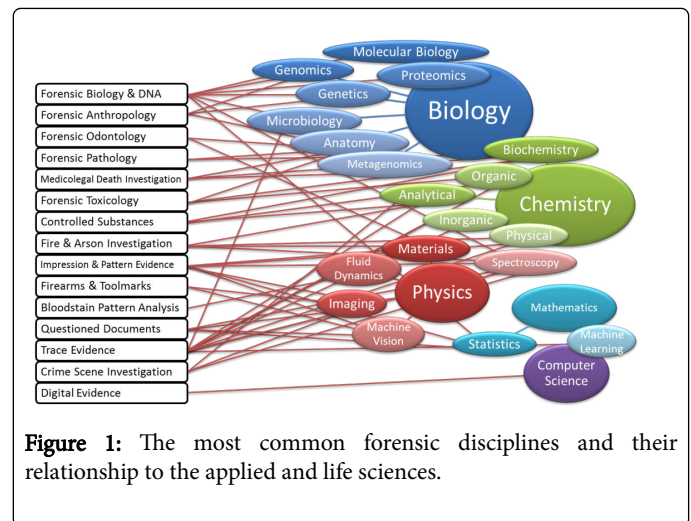 Forensic Biology & DNA
Forensic Anthropology
Forensic Odontology
Forensic Pathology
Medicolegal Death Investigation
Forensic Toxicology
Controlled Substances
Fire & Arson Investigation
Impression & Pattern Evidence
Firearms & Toolmarks
Bloodstain Pattern Analysis
Questioned Documents
Trace Evidence
Crime Scene Investigation
Digital Evidence
Molecular Biology
Genomics
Proteomics
Genetics
Biology
Microbiology
Anatomy
Metagenomics
Biochemistry
Organic
Analytical
Chemistry
Inorganic
Physical
Materials
Spectroscopy
Fluid
Dynamics
Physics
Imaging
Machine
Vision
Mathematics
Statistics
Machine
Learning
Computer
Science
Figure 1: The most common forensic disciplines and their
relationship to the applied and life sciences.